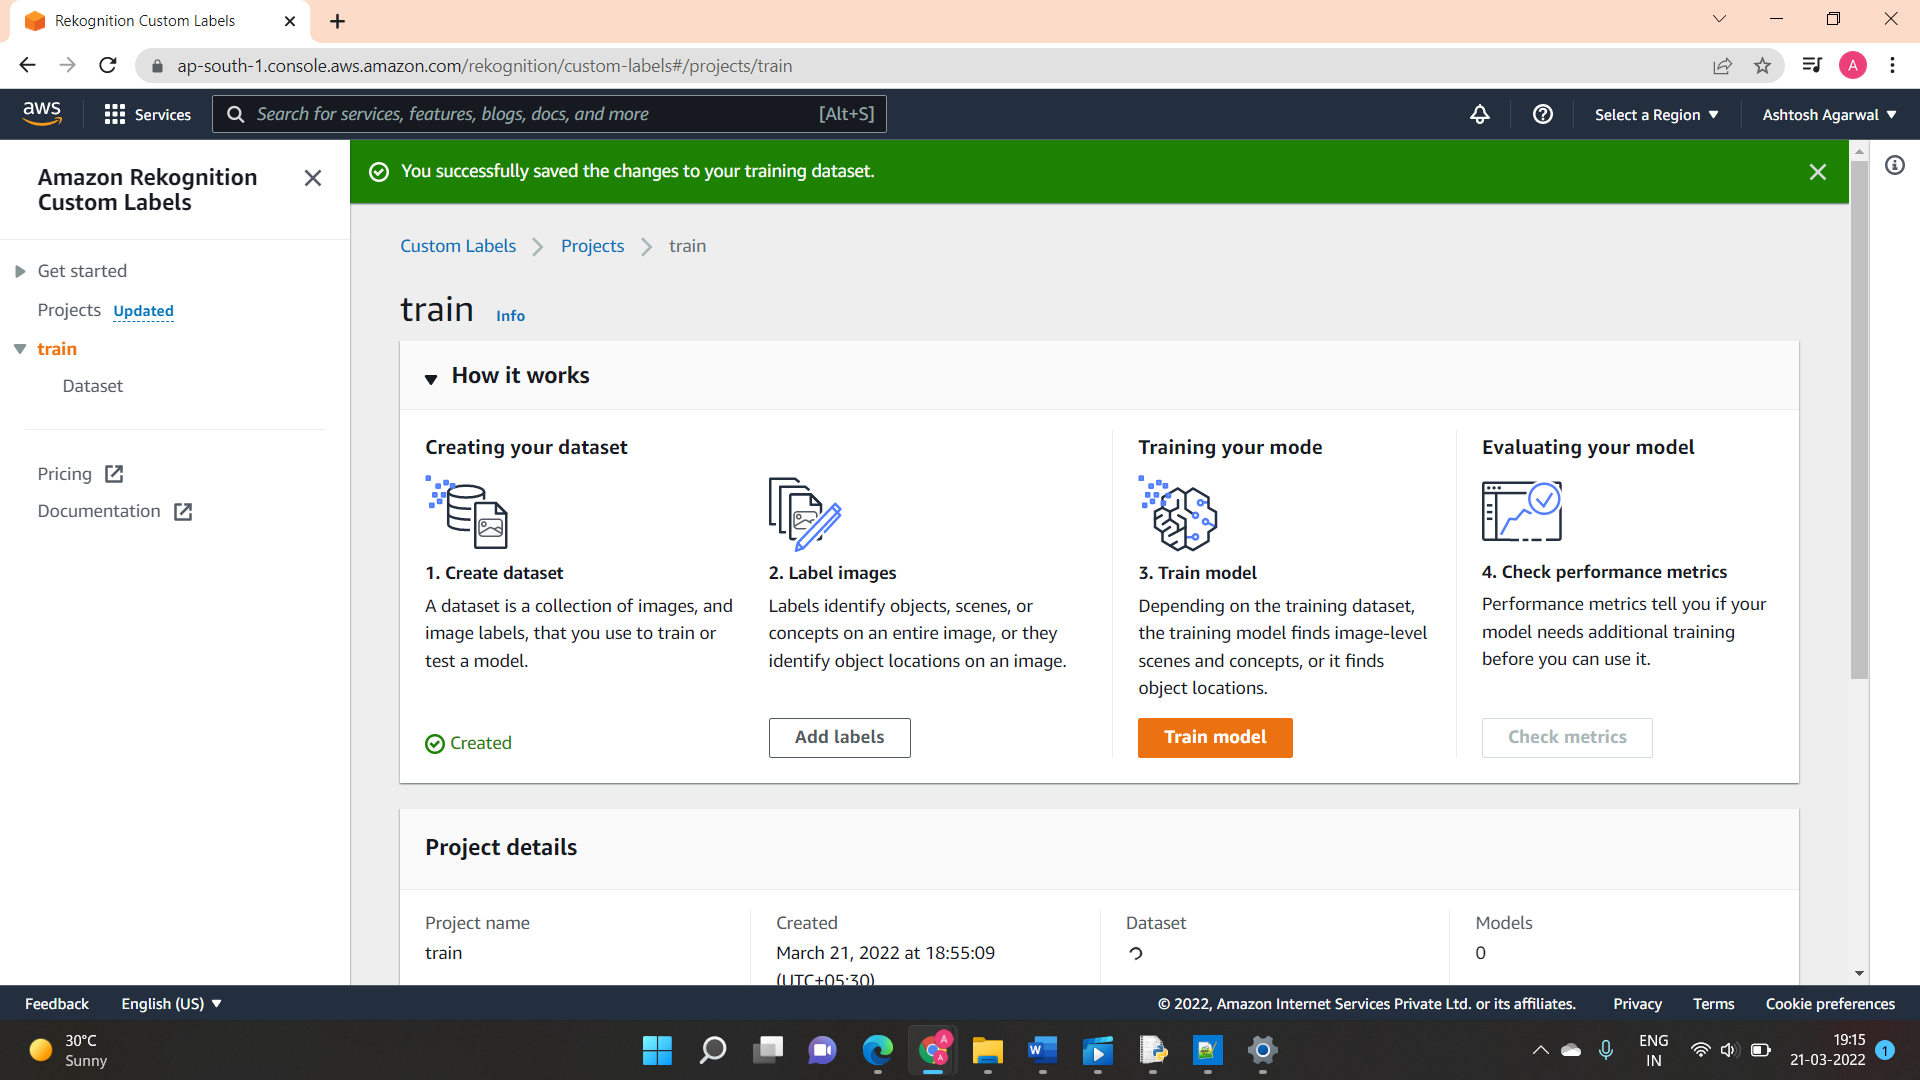 Rekognition Custom Labels
ap-south-1.console.aws.amazon.com/rekognition/custom-labels#/projects/train
A
aws
Services
Search for services, features, blogs, docs, and more
[Alt+S]
Select a Region
Ashtosh Agarwal
Amazon Rekognition
Custom Labels
Get started
Projects Updated
train
Dataset
Pricing
Documentation
You successfully saved the changes to your training dataset.
Custom Labels
Projects
train
train Info
How it works
Creating your dataset
1. Create dataset
A dataset is a collection of images, and
image labels, that you use to train or
test a model.
Created
2. Label images
Labels identify objects, scenes, or
concepts on an entire image, or they
identify object locations on an image.
Add labels
Training your mode
3. Train model
Depending on the training dataset,
the training model finds image-level
scenes and concepts, or it finds
object locations.
Train model
Evaluating your model
4. Check performance metrics
Performance metrics tell you if your
model needs additional training
before you can use it.
Check metrics
Project details
Project name
train
Created
March 21, 2022 at 18:55:09
(UTC+05:30)
Dataset
Models
0
Feedback
English (US)
© 2022, Amazon Internet Services Private Ltd. or its affiliates.
Privacy
Terms
Cookie preferences
30°C
Sunny
A
A
W
ENG
IN
19:15
21-03-2022
1